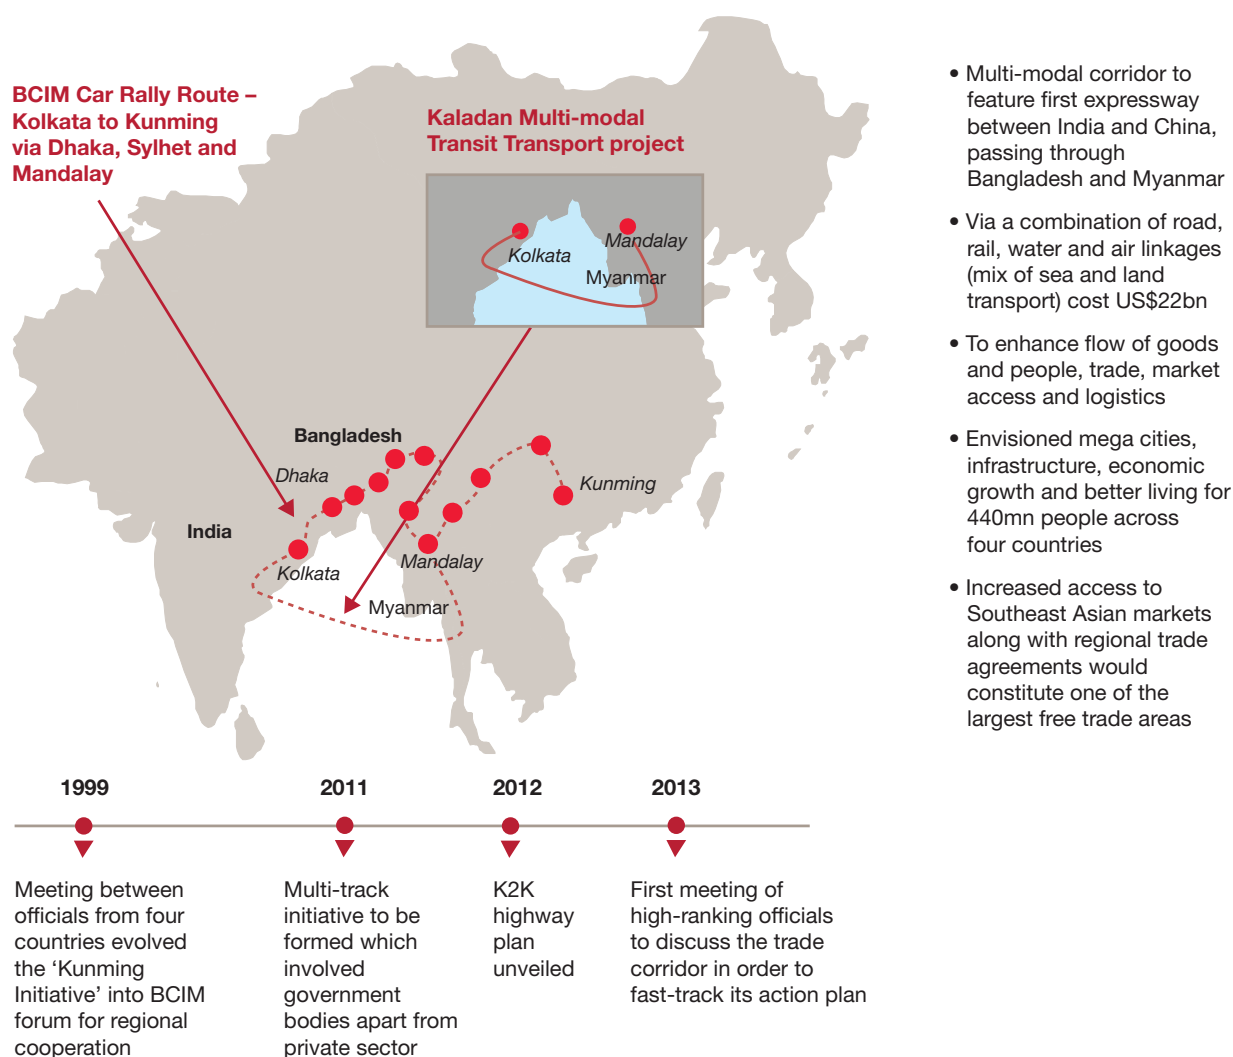 BCIM Car Rally Route –
Kolkata to Kunming
via Dhaka, Sylhet and
Mandalay
Kaladan Multi-modal
Transit Transport project
Kolkata
Mandalay
Myanmar
Bangladesh
Dhaka
India
Kolkata
Mandalay
Myanmar
Kunming
• Multi-modal corridor to
feature first expressway
between India and China,
passing through
Bangladesh and Myanmar
• Via a combination of road,
rail, water and air linkages
(mix of sea and land
transport) cost US$22bn
• To enhance flow of goods
and people, trade, market
access and logistics
• Envisioned mega cities,
infrastructure, economic
growth and better living for
440mn people across
four countries
• Increased access to
Southeast Asian markets
along with regional trade
agreements would
constitute one of the
largest free trade areas
1999
Meeting between
officials from four
countries evolved
the ‘Kunming
Initiative’ into BCIM
forum for regional
cooperation
2011
Multi-track
initiative to be
formed which
involved
government
bodies apart from
private sector
2012
K2K
highway
plan
unveiled
2013
First meeting of
high-ranking officials
to discuss the trade
corridor in order to
fast-track its action plan